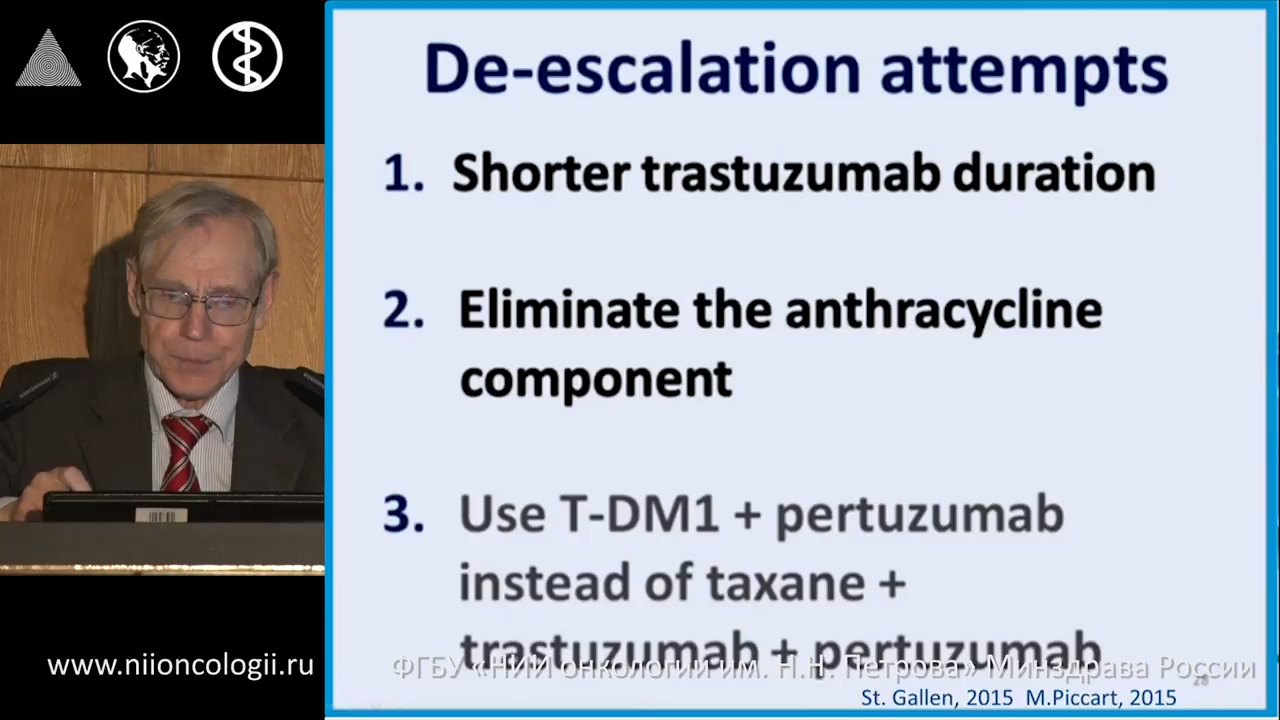 De-escalation attempts
1. Shorter trastuzumab duration
2. Eliminate the anthracycline
component
3. Use T-DM1 + pertuzumab
instead of taxane +
trastuzumab + pertuzumab
www.niioncologii.ru
ФГБУ «НИИ онкологии им. Н.Н. Петрова» Минздрава России
28
St. Gallen, 2015 M.Piccart, 2015